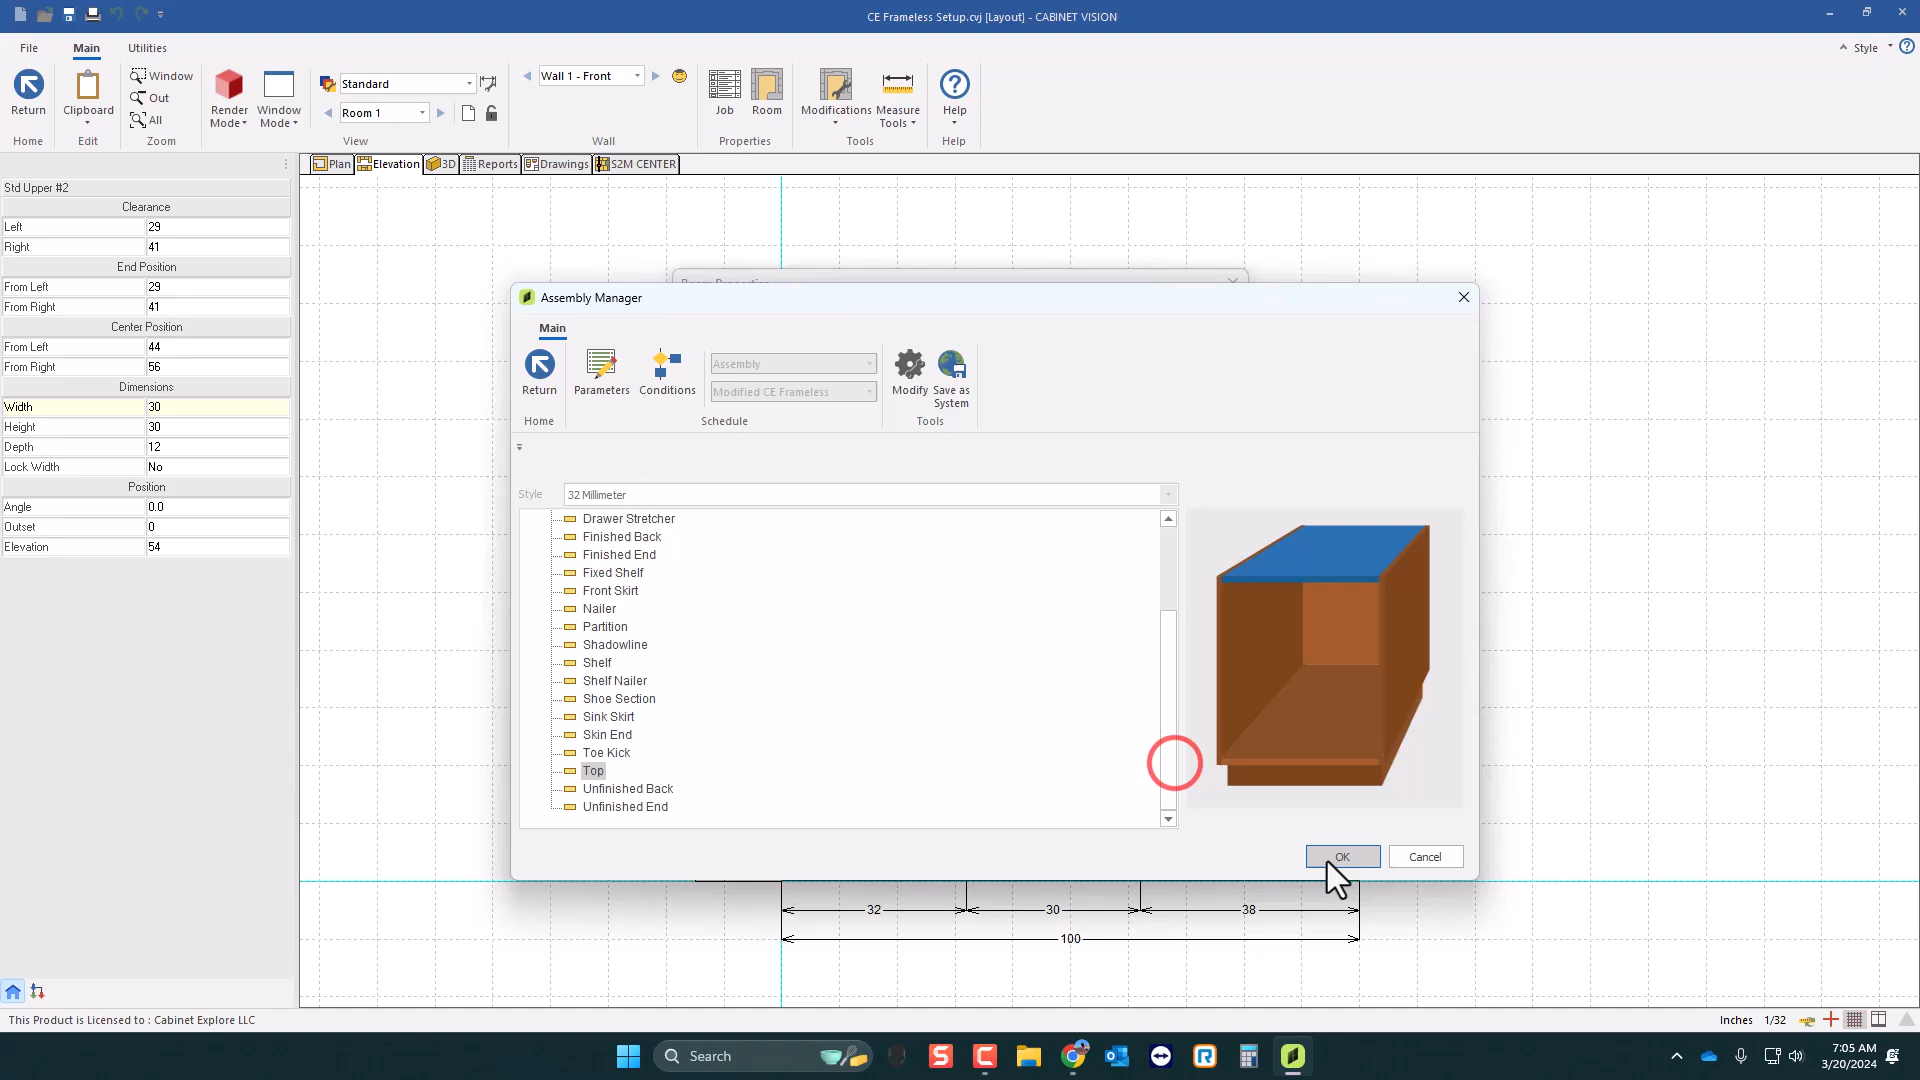 CE Frameless Setup.cvj [Layout] - CABINET VISION
File Main Utilities Style
Return
Home
Clipboard
Edit
Window
Out
All
Zoom
Render Mode
Window Mode
Standard
Room 1
View
Wall 1 - Front
Wall
Job
Room
Properties
Modifications
Measure Tools
Tools
Help
Help
Plan Elevation 3D Reports Drawings S2M CENTER
Std Upper #2
Clearance
Left 29
Right 41
End Position
From Left 29
From Right 41
Center Position
From Left 44
From Right 56
Dimensions
Width 30
Height 30
Depth 12
Lock Width No
Position
Angle 0.0
Outset 0
Elevation 54
Assembly Manager
Main
Return
Home
Parameters
Conditions
Assembly
Modified CE Frameless
Schedule
Modify
Save as System
Tools
Style 32 Millimeter
Drawer Stretcher
Finished Back
Finished End
Fixed Shelf
Front Skirt
Nailer
Partition
Shadowline
Shelf
Shelf Nailer
Shoe Section
Sink Skirt
Skin End
Toe Kick
Top
Unfinished Back
Unfinished End
OK Cancel
32 30 38
100
This Product is Licensed to : Cabinet Explore LLC
Inches 1/32
Search
7:05 AM
3/20/2024